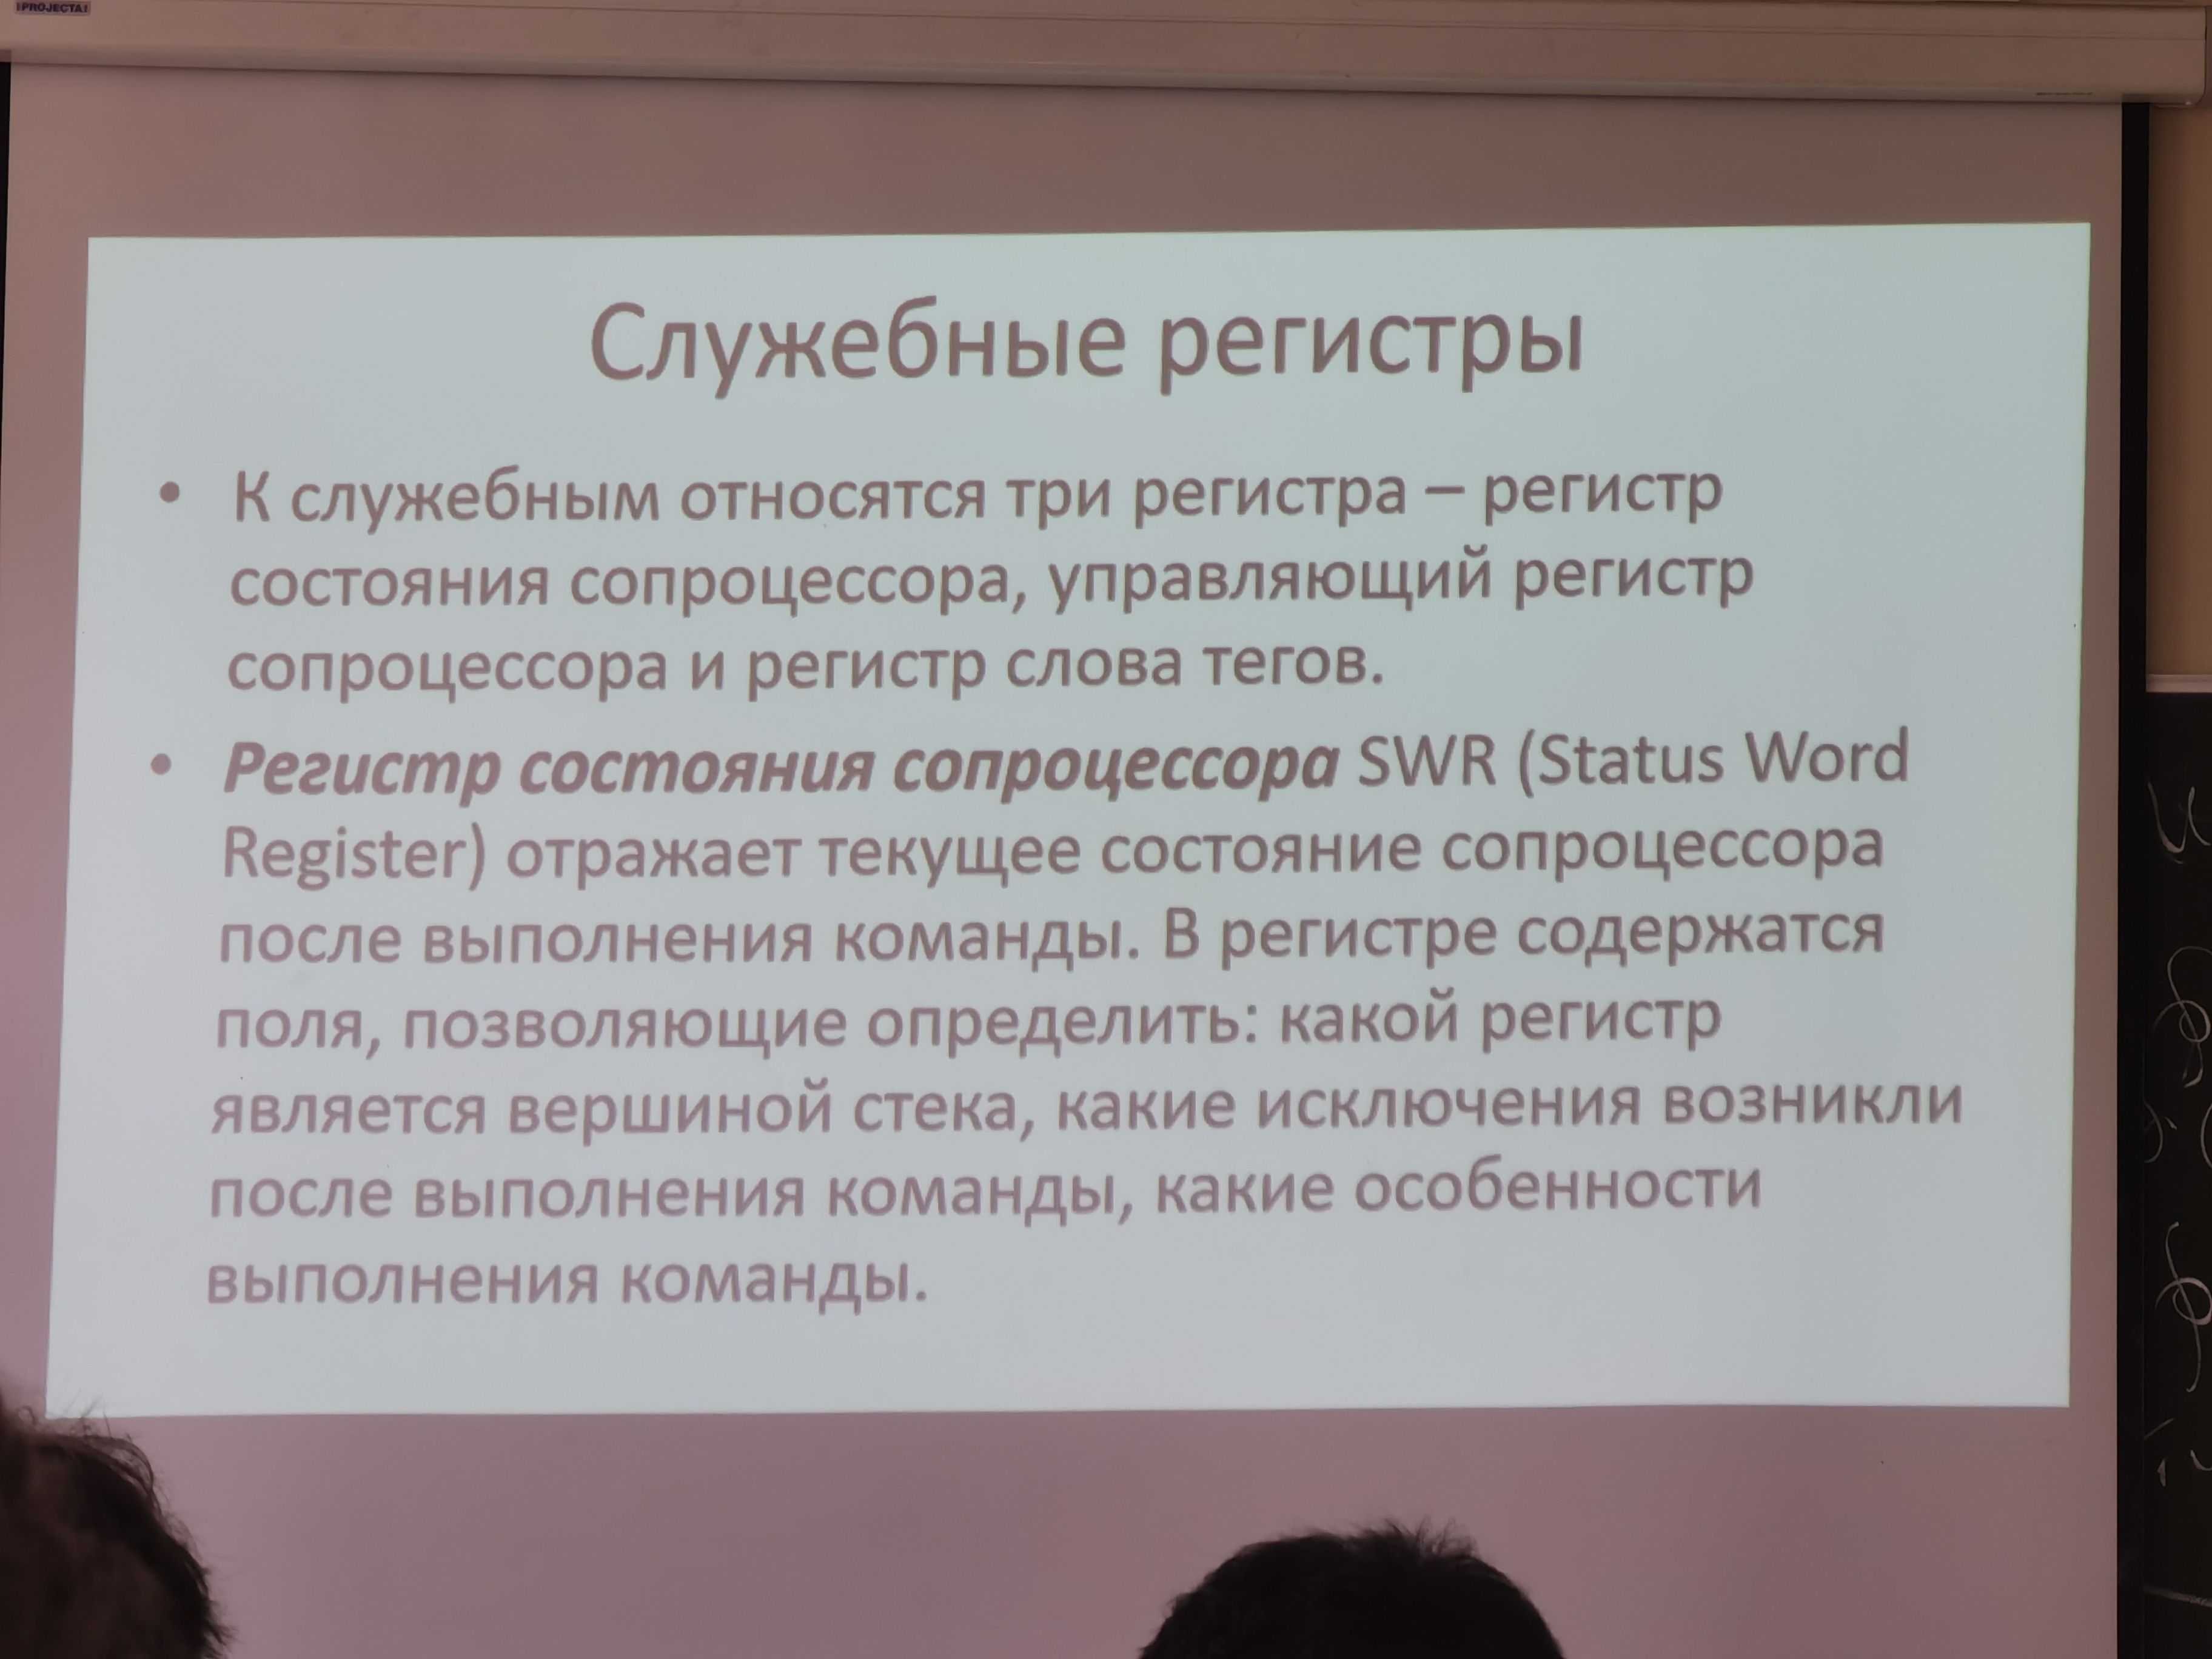 PROJECTA
Служебные регистры
• К служебным относятся три регистра – регистр
состояния сопроцессора, управляющий регистр
сопроцессора и регистр слова тегов.
• Регистр состояния сопроцессора SWR (Status Word
Register) отражает текущее состояние сопроцессора
после выполнения команды. В регистре содержатся
поля, позволяющие определить: какой регистр
является вершиной стека, какие исключения возникли
после выполнения команды, какие особенности
выполнения команды.